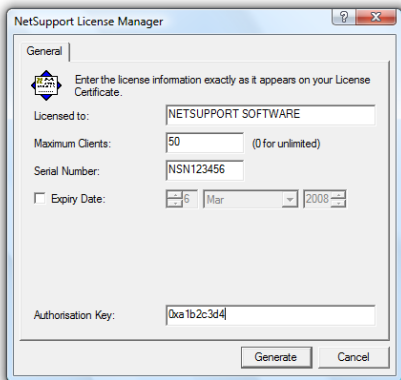 NetSupport License Manager
General
Enter the license information exactly as it appears on your License
Certificate.
Licensed to: NETSUPPORT SOFTWARE
Maximum Clients: 50 (0 for unlimited)
Serial Number: NSN123456
Expiry Date: 6 Mar 2008
Authorisation Key: 0xa1b2c3d4
Generate Cancel